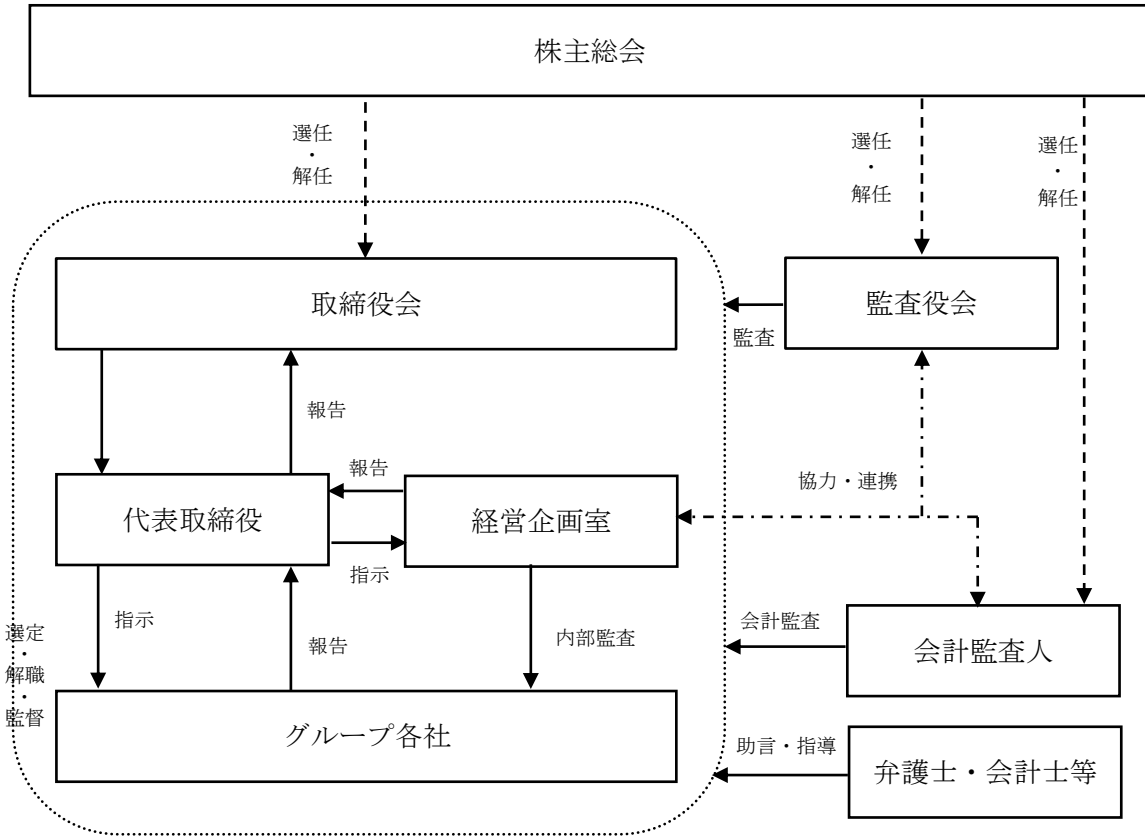 株主総会
選任
・
解任
選任
・
解任
選任
・
解任
取締役会
監査役会
監査
報告
報告
協力・連携
代表取締役
経営企画室
指示
指示
選定
・
解職
・
監督
報告
内部監査
会計監査
会計監査人
グループ各社
助言・指導
弁護士・会計士等